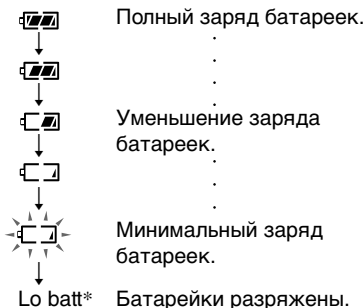 Полный заряд батареек.
Уменьшение заряда
батареек.
Минимальный заряд
батареек.
Lo batt* Батарейки разряжены.